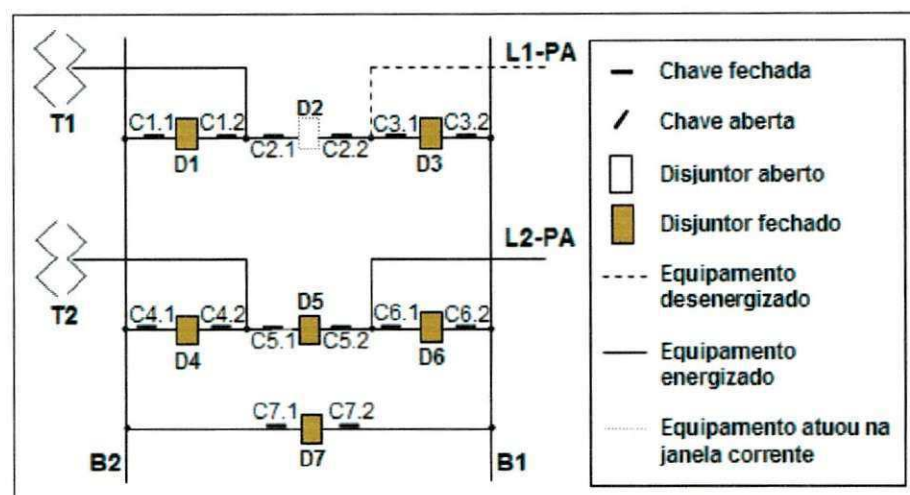 L1-PA
T1
C1.1 C1.2 D2 C3.1 C3.2
D1 C2.1 C2.2 D3
L2-PA
T2
C4.1 C4.2 D5 C6.1 C6.2
D4 C5.1 C5.2 D6
C7.1 C7.2
B2 D7 B1
Chave fechada
Chave aberta
Disjuntor aberto
Disjuntor fechado
Equipamento
desenergizado
Equipamento
energizado
Equipamento atuou na
janela corrente